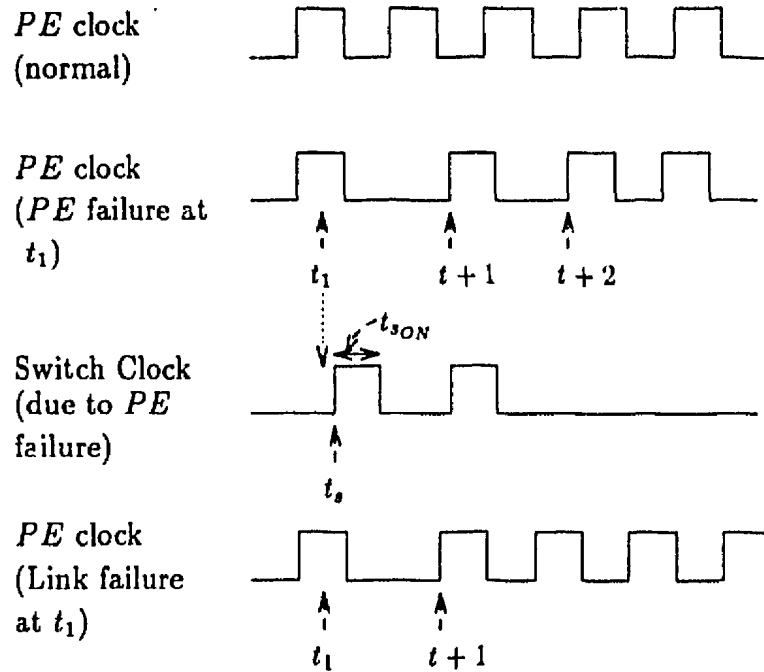 PE clock
(normal)
PE clock
(PE failure at
t₁)
t₁
t + 1
t + 2
tₛON
Switch Clock
(due to PE
failure)
tₛ
PE clock
(Link failure
at t₁)
t₁
t + 1